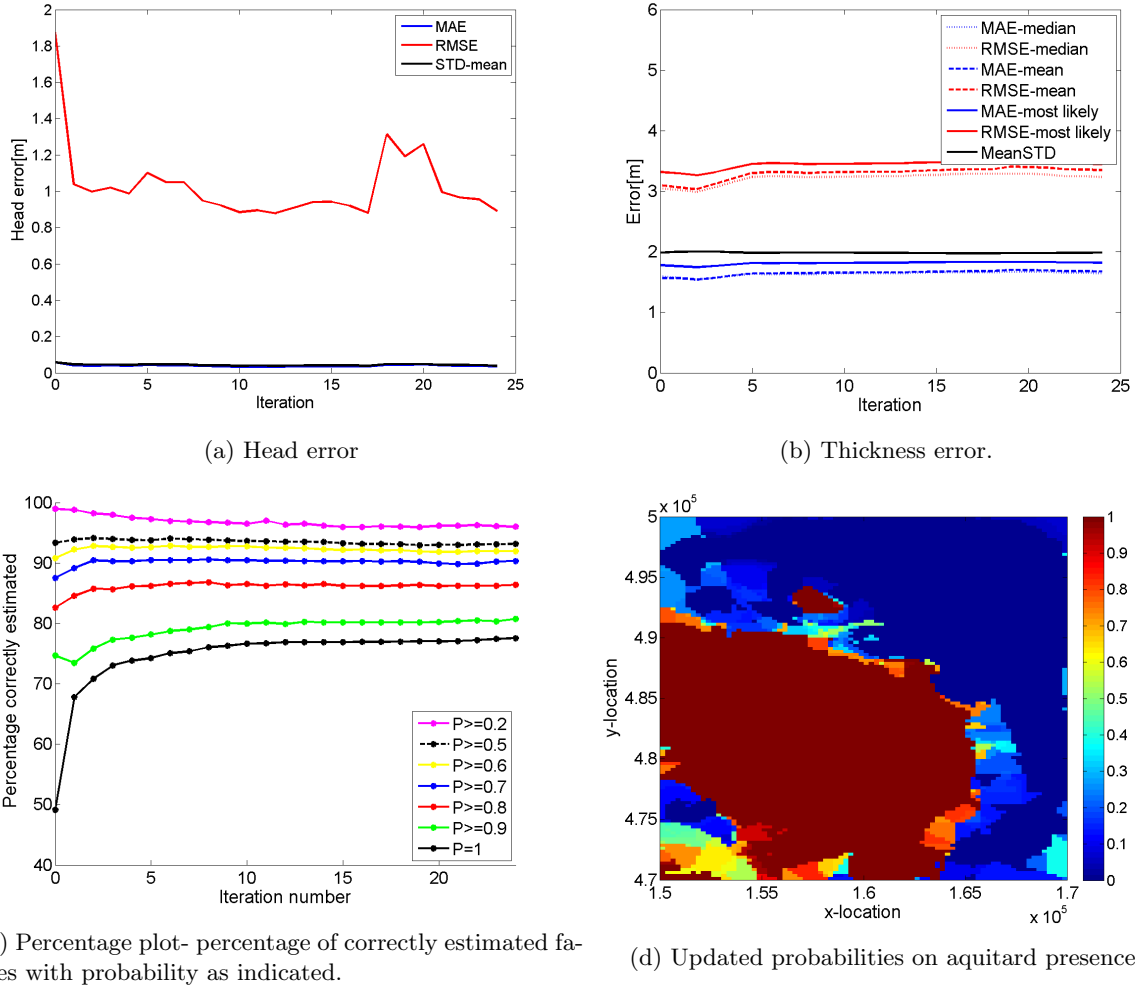 2
1.8
1.6
1.4
1.2
1
0.8
0.6
0.4
0.2
0
Head error[m]
0 5 10 15 20 25
Iteration
MAE
RMSE
STD-mean
(a) Head error
6
5
4
3
2
1
0
Error[m]
0 5 10 15 20 25
Iteration
MAE-median
RMSE-median
MAE-mean
RMSE-mean
MAE-most likely
RMSE-most likely
MeanSTD
(b) Thickness error.
100
90
80
70
60
50
40
Percentage correctly estimated
0 5 10 15 20
Iteration number
P>=0.2
P>=0.5
P>=0.6
P>=0.7
P>=0.8
P>=0.9
P=1
) Percentage plot- percentage of correctly estimated fa-
es with probability as indicated.
x 10⁵
5
4.95
4.9
4.85
4.8
4.75
4.7
y-location
1.5 1.55 1.6 1.65 1.7
x-location
x 10⁵
1
0.9
0.8
0.7
0.6
0.5
0.4
0.3
0.2
0.1
0
(d) Updated probabilities on aquitard presence